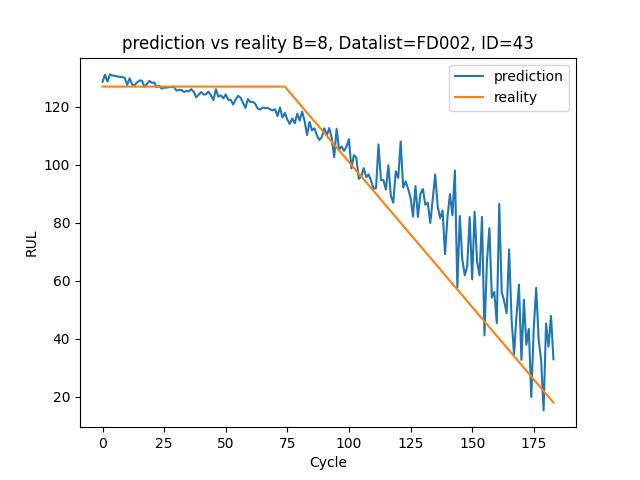 prediction vs reality B=8, Datalist=FD002, ID=43
prediction
reality
RUL
120
100
80
60
40
20
0 25 50 75 100 125 150 175
Cycle